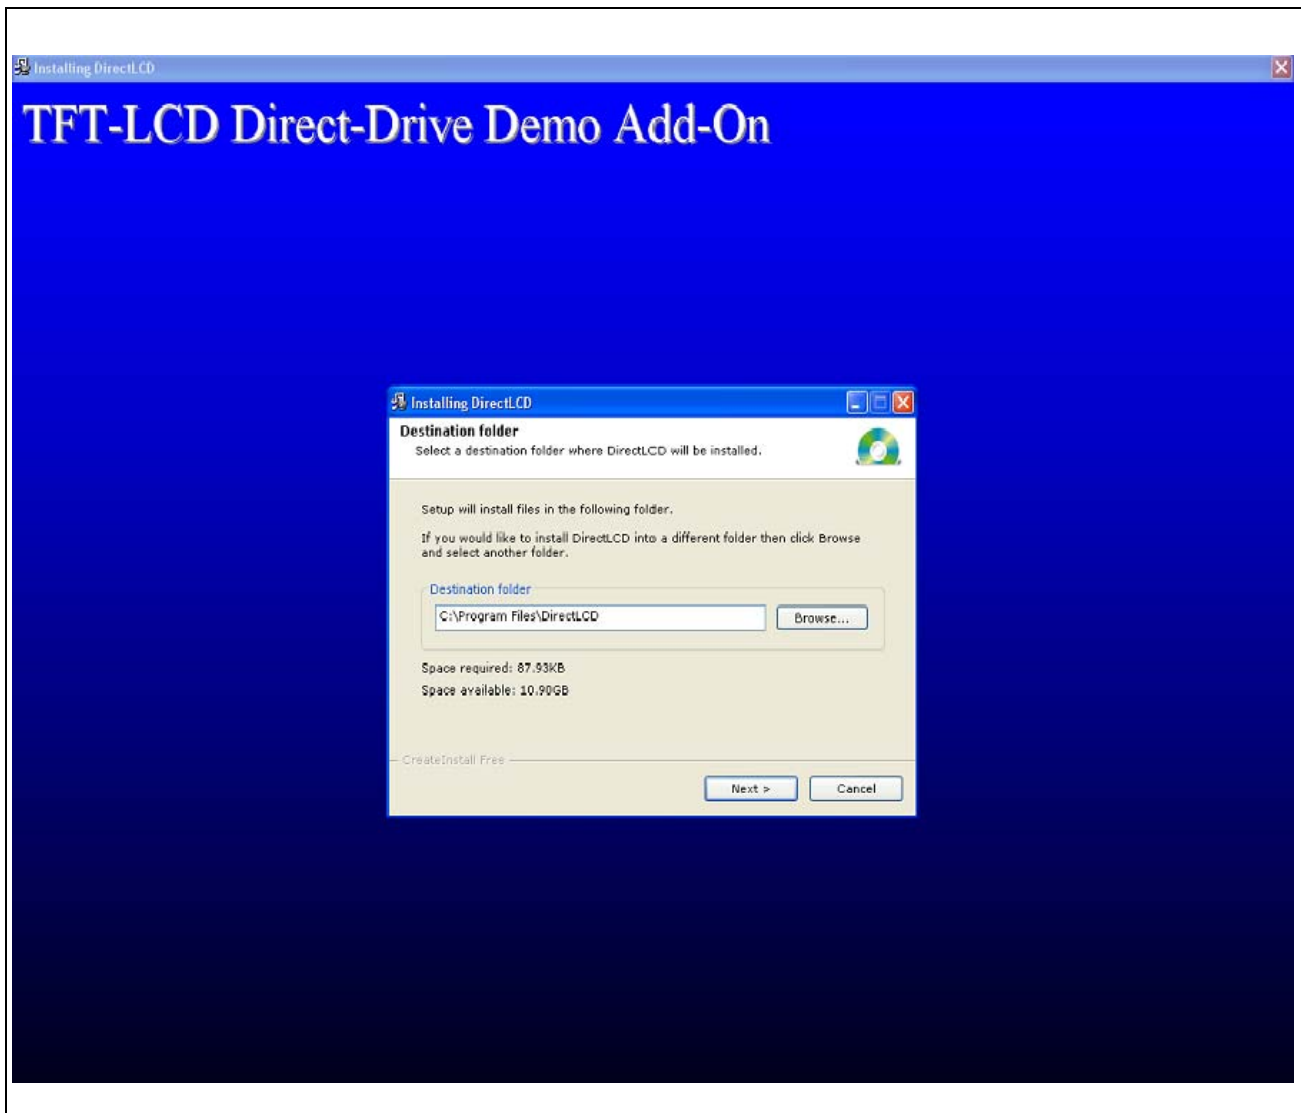 Installing DirectLCD
TFT-LCD Direct-Drive Demo Add-On
Installing DirectLCD
Destination folder
Select a destination folder where DirectLCD will be installed.
Setup will install files in the following folder.
If you would like to install DirectLCD into a different folder then click Browse
and select another folder.
Destination folder
C:\Program Files\DirectLCD
Browse...
Space required: 87.93KB
Space available: 10.90GB
CreateInstall Free
Next >
Cancel